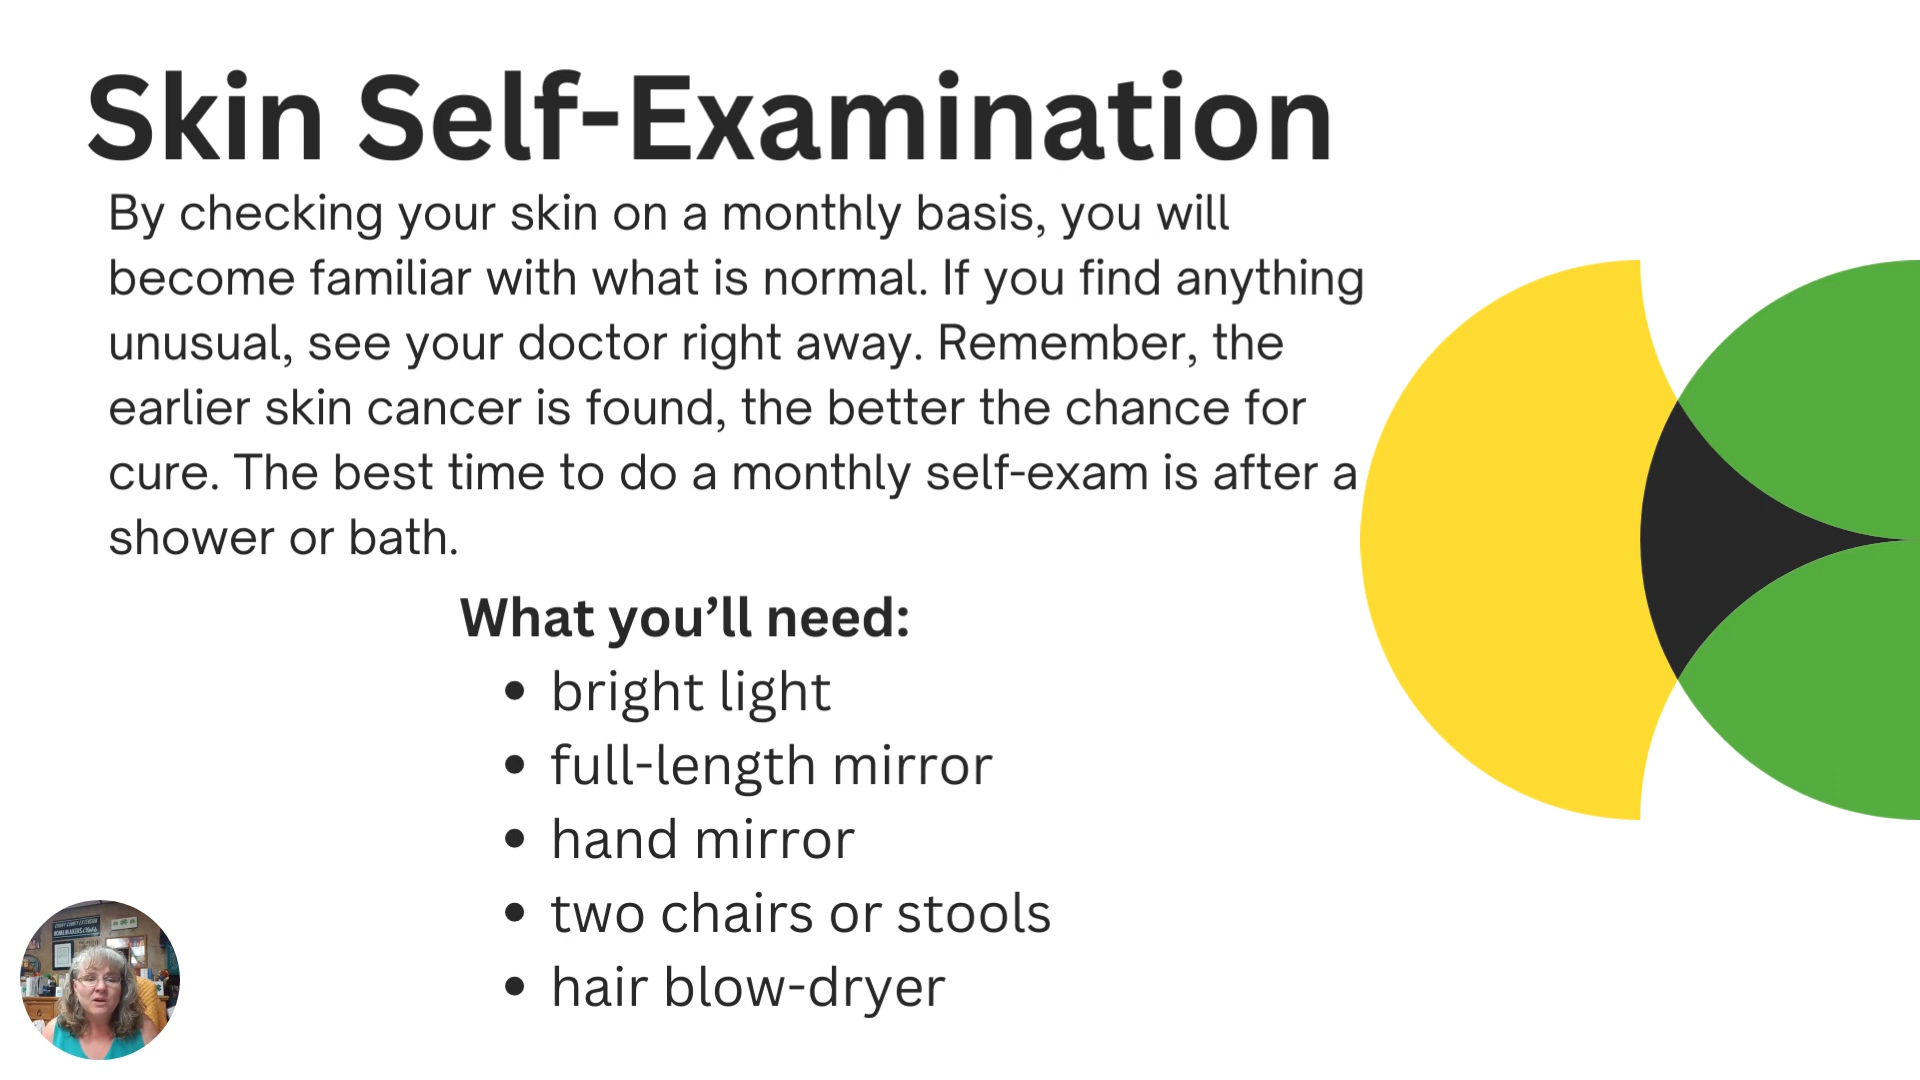 Skin Self-Examination
By checking your skin on a monthly basis, you will
become familiar with what is normal. If you find anything
unusual, see your doctor right away. Remember, the
earlier skin cancer is found, the better the chance for
cure. The best time to do a monthly self-exam is after a
shower or bath.
What you’ll need:
• bright light
• full-length mirror
• hand mirror
• two chairs or stools
• hair blow-dryer
HOMEMAKERS Clubs